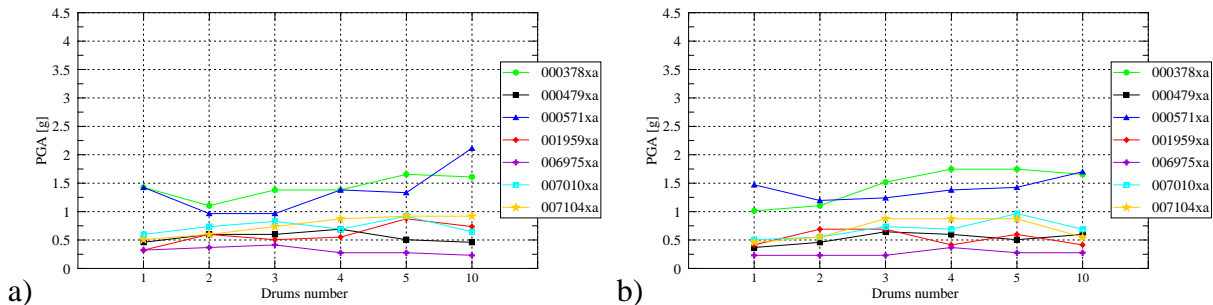 4.5
4
3.5
3
2.5
2
1.5
1
0.5
0
PGA [g]
1 2 3 4 5 10
Drums number
000378xa
000479xa
000571xa
001959xa
006975xa
007010xa
007104xa
a)
4.5
4
3.5
3
2.5
2
1.5
1
0.5
0
PGA [g]
1 2 3 4 5 10
Drums number
000378xa
000479xa
000571xa
001959xa
006975xa
007010xa
007104xa
b)